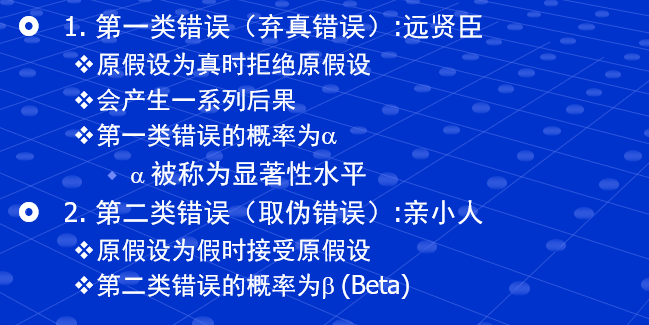 1. 第一类错误（弃真错误）:远贤臣
❖原假设为真时拒绝原假设
❖会产生一系列后果
❖第一类错误的概率为α
◆ α 被称为显著性水平
2. 第二类错误（取伪错误）:亲小人
❖原假设为假时接受原假设
❖第二类错误的概率为β (Beta)